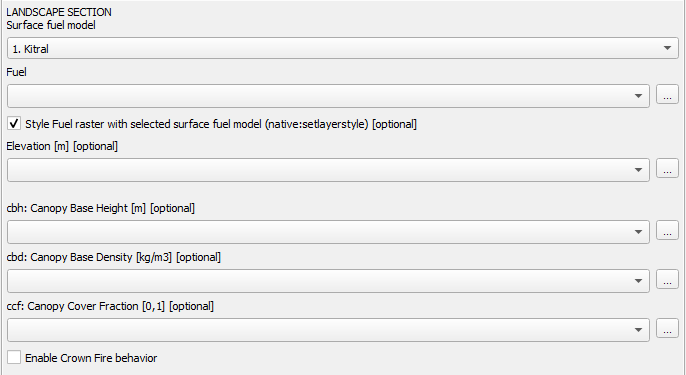 LANDSCAPE SECTION
Surface fuel model
1. Kitral
Fuel
...
Style Fuel raster with selected surface fuel model (native:setlayerstyle) [optional]
Elevation [m] [optional]
...
cbh: Canopy Base Height [m] [optional]
...
cbd: Canopy Base Density [kg/m3] [optional]
...
ccf: Canopy Cover Fraction [0,1] [optional]
...
Enable Crown Fire behavior